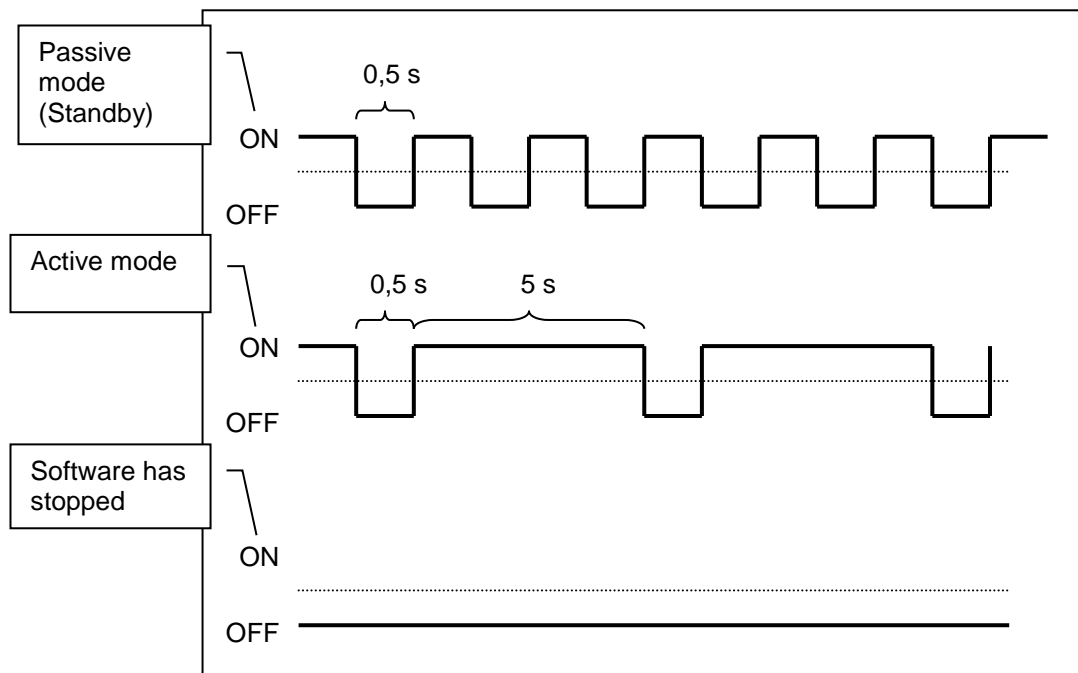 Passive
mode
(Standby)
0,5 s
ON
OFF
Active mode
0,5 s
5 s
ON
OFF
Software has
stopped
ON
OFF